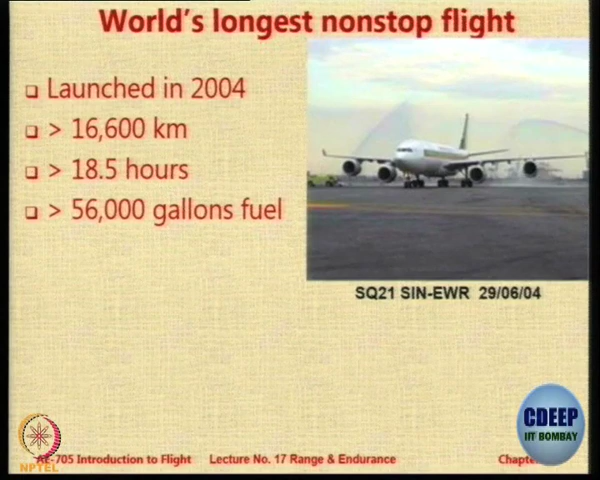 World's longest nonstop flight
❑ Launched in 2004
❑ > 16,600 km
❑ > 18.5 hours
❑ > 56,000 gallons fuel
SQ21 SIN-EWR 29/06/04
CDEEP
IIT BOMBAY
NPTEL
AE-705 Introduction to Flight Lecture No. 17 Range & Endurance Chapter